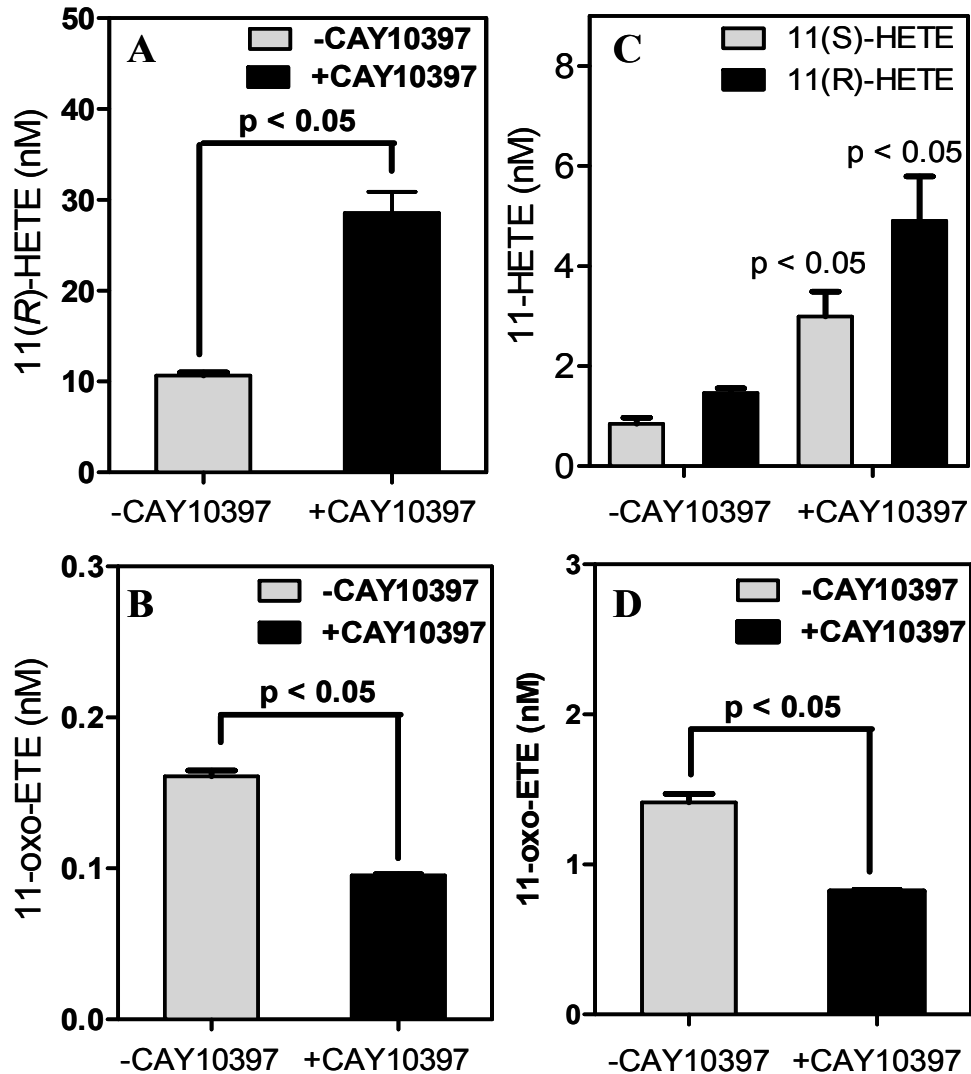 A
-CAY10397
+CAY10397
p < 0.05
11(R)-HETE (nM)
50
40
30
20
10
0
-CAY10397
+CAY10397
C
11(S)-HETE
11(R)-HETE
p < 0.05
p < 0.05
11-HETE (nM)
8
6
4
2
0
-CAY10397
+CAY10397
B
-CAY10397
+CAY10397
p < 0.05
11-oxo-ETE (nM)
0.3
0.2
0.1
0.0
-CAY10397
+CAY10397
D
-CAY10397
+CAY10397
p < 0.05
11-oxo-ETE (nM)
3
2
1
0
-CAY10397
+CAY10397